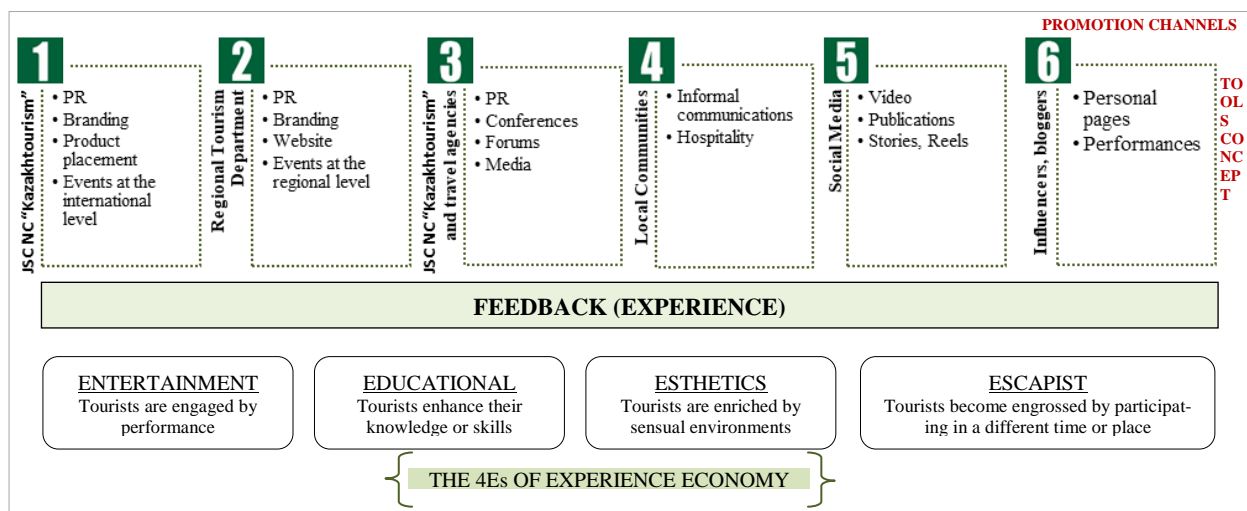 PROMOTION CHANNELS
1
JSC NC “Kazakhtourism”
• PR
• Branding
• Product
placement
• Events at the
international
level
2
Regional Tourism
Department
• PR
• Branding
• Website
• Events at the
regional level
3
JSC NC “Kazakhtourism”
and travel agencies
• PR
• Conferences
• Forums
• Media
4
Local Communities
• Informal
communications
• Hospitality
5
Social Media
• Video
• Publications
• Stories, Reels
6
Influencers, bloggers
• Personal
pages
• Performances
TO
OL
S
CO
NC
EP
T
FEEDBACK (EXPERIENCE)
ENTERTAINMENT
Tourists are engaged by
performance
EDUCATIONAL
Tourists enhance their
knowledge or skills
ESTHETICS
Tourists are enriched by
sensual environments
ESCAPIST
Tourists become engrossed by participat-
ing in a different time or place
THE 4Es OF EXPERIENCE ECONOMY